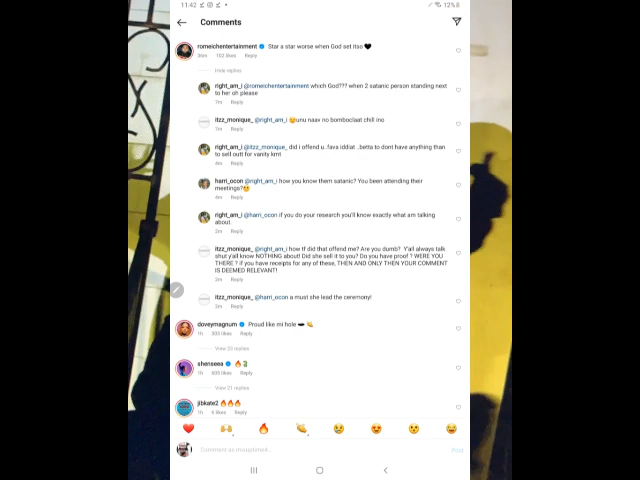 11:42
12%
Comments
romeichentertainment Star a star worse when God set itso 🖤
36m 102 likes Reply
Hide replies
right_am_i @romeichentertainment which God??? when 2 satanic person standing next
to her oh please
7m Reply
itzz_monique_ @right_am_i 😒unu naav no bomboclaat chill ino
7m Reply
right_am_i @itzz_monique_ did i offend u..fava iddiat ..betta to dont have anything than
to sell outt for vanity kmt
4m Reply
harri_ocon @right_am_i how you know them satanic? You been attending their
meetings?
4m Reply
right_am_i @harri_ocon if you do your research you'll know exactly what am talking
about.
2m Reply
itzz_monique_ @right_am_i how tf did that offend me? Are you dumb? Y'all always talk
shut y'all know NOTHING about! Did she sell it to you? Do you have proof ? WERE YOU
THERE ? if you have receipts for any of these, THEN AND ONLY THEN YOUR COMMENT
IS DEEMED RELEVANT!
2m Reply
itzz_monique_ @harri_ocon a must she lead the ceremony!
2m Reply
doveymagnum Proud like mi hole
1h 303 likes Reply
View 23 replies
shenseea 🔥
1h 605 likes Reply
View 21 replies
jibkate2 🔥🔥🔥
1h 6 likes Reply
Comment as
Post